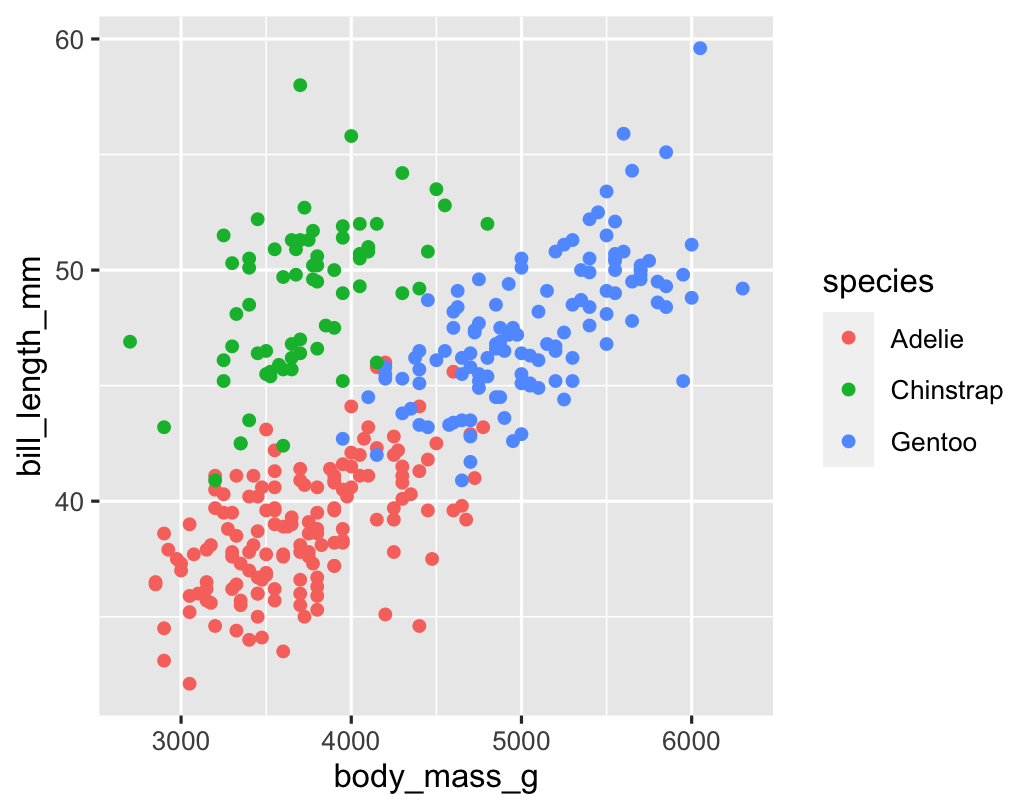 60
50
40
bill_length_mm
3000 4000 5000 6000
body_mass_g
species
Adelie
Chinstrap
Gentoo